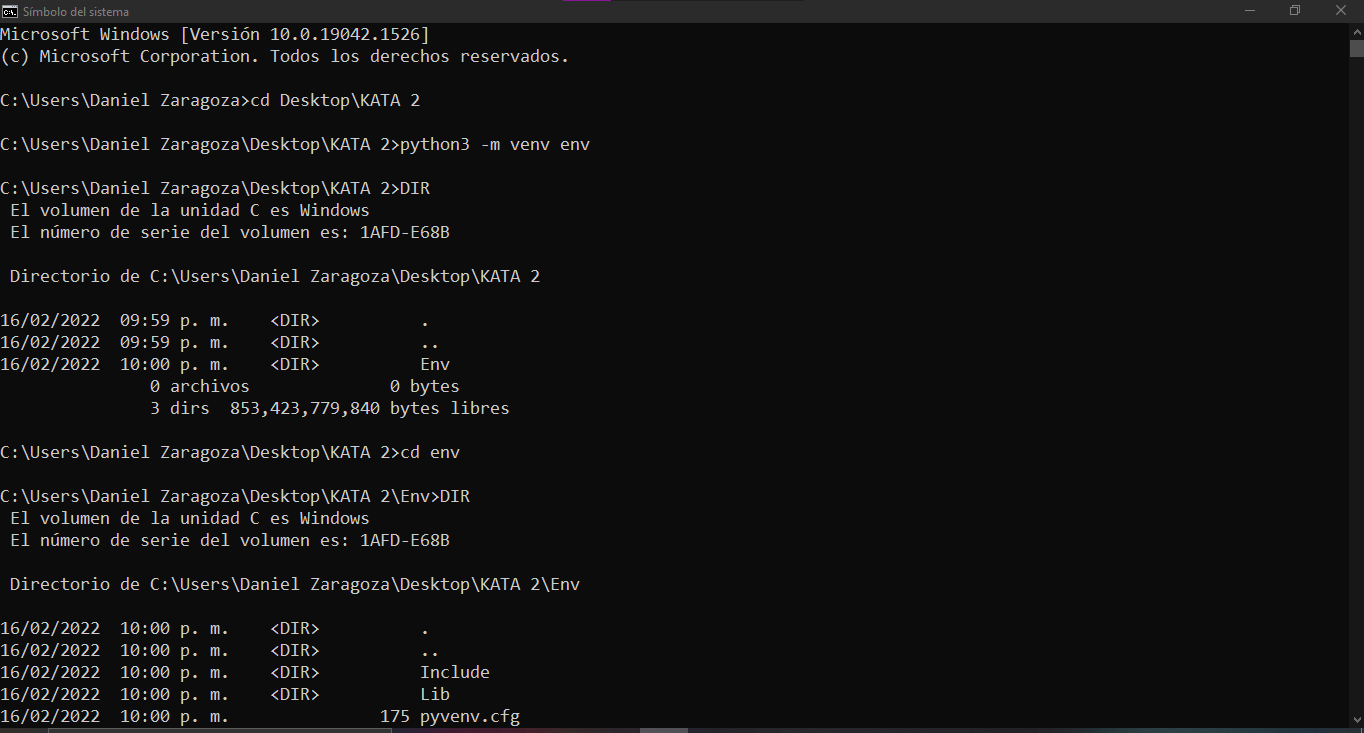 Símbolo del sistema
Microsoft Windows [Versión 10.0.19042.1526]
(c) Microsoft Corporation. Todos los derechos reservados.
C:\Users\Daniel Zaragoza>cd Desktop\KATA 2
C:\Users\Daniel Zaragoza\Desktop\KATA 2>python3 -m venv env
C:\Users\Daniel Zaragoza\Desktop\KATA 2>DIR
El volumen de la unidad C es Windows
El número de serie del volumen es: 1AFD-E68B
Directorio de C:\Users\Daniel Zaragoza\Desktop\KATA 2
16/02/2022  09:59 p. m.    <DIR>          .
16/02/2022  09:59 p. m.    <DIR>          ..
16/02/2022  10:00 p. m.    <DIR>          Env
0 archivos              0 bytes
3 dirs  853,423,779,840 bytes libres
C:\Users\Daniel Zaragoza\Desktop\KATA 2>cd env
C:\Users\Daniel Zaragoza\Desktop\KATA 2\Env>DIR
El volumen de la unidad C es Windows
El número de serie del volumen es: 1AFD-E68B
Directorio de C:\Users\Daniel Zaragoza\Desktop\KATA 2\Env
16/02/2022  10:00 p. m.    <DIR>          .
16/02/2022  10:00 p. m.    <DIR>          ..
16/02/2022  10:00 p. m.    <DIR>          Include
16/02/2022  10:00 p. m.    <DIR>          Lib
16/02/2022  10:00 p. m.               175 pyvenv.cfg